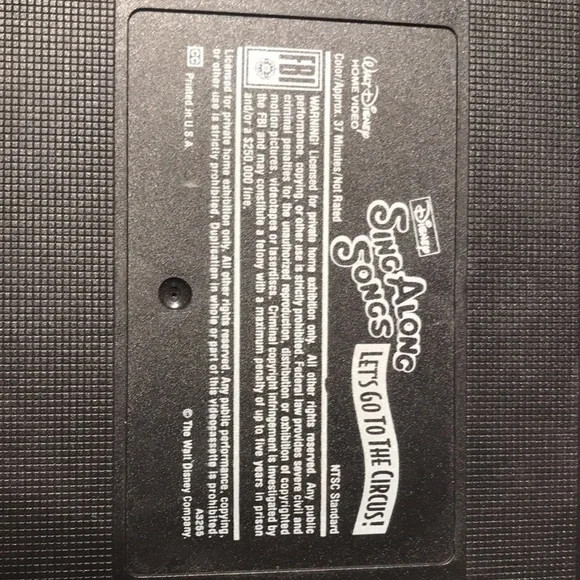 WALT DISNEY
HOME VIDEO
DISNEY
SING ALONG
SONGS
LET'S GO TO THE CIRCUS!
Color/Approx. 37 Minutes/Not Rated
NTSC Standard
FBI
WARNING! Licensed for private home exhibition only. All other rights reserved. Any public
performance, copying, or other use is strictly prohibited. Federal law provides severe civil and
criminal penalties for the unauthorized reproduction, distribution or exhibition of copyrighted
motion pictures, videotapes or laserdiscs. Criminal copyright infringement is investigated by
the FBI and may constitute a felony with a maximum penalty of up to five years in prison
and/or a $250,000 fine.
Licensed for private home exhibition only. All other rights reserved. Any public performance, copying,
or other use is strictly prohibited. Duplication in whole or part of this videocassette is prohibited.
CC Printed in U.S.A.
© The Walt Disney Company.
A3255